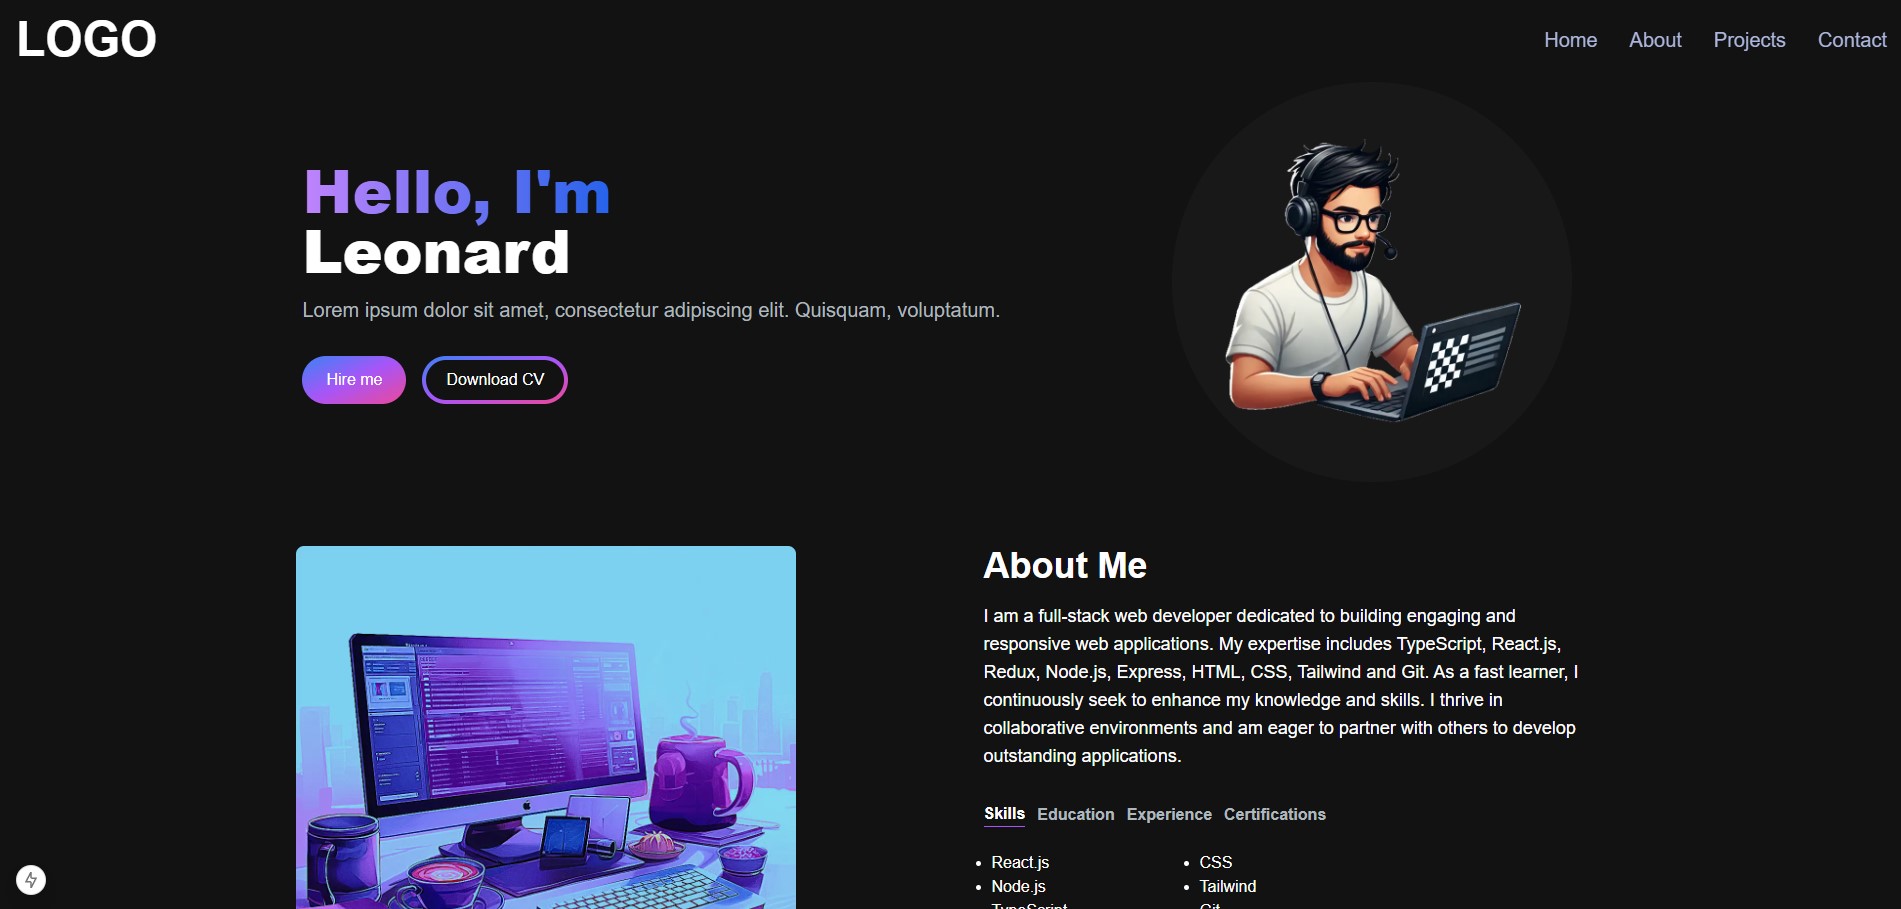 LOGO
Home About Projects Contact
Hello, I'm
Leonard
Lorem ipsum dolor sit amet, consectetur adipiscing elit. Quisquam, voluptatum.
Hire me Download CV
About Me
I am a full-stack web developer dedicated to building engaging and
responsive web applications. My expertise includes TypeScript, React.js,
Redux, Node.js, Express, HTML, CSS, Tailwind and Git. As a fast learner, I
continuously seek to enhance my knowledge and skills. I thrive in
collaborative environments and am eager to partner with others to develop
outstanding applications.
Skills Education Experience Certifications
React.js
Node.js
TypeScript
CSS
Tailwind
Git